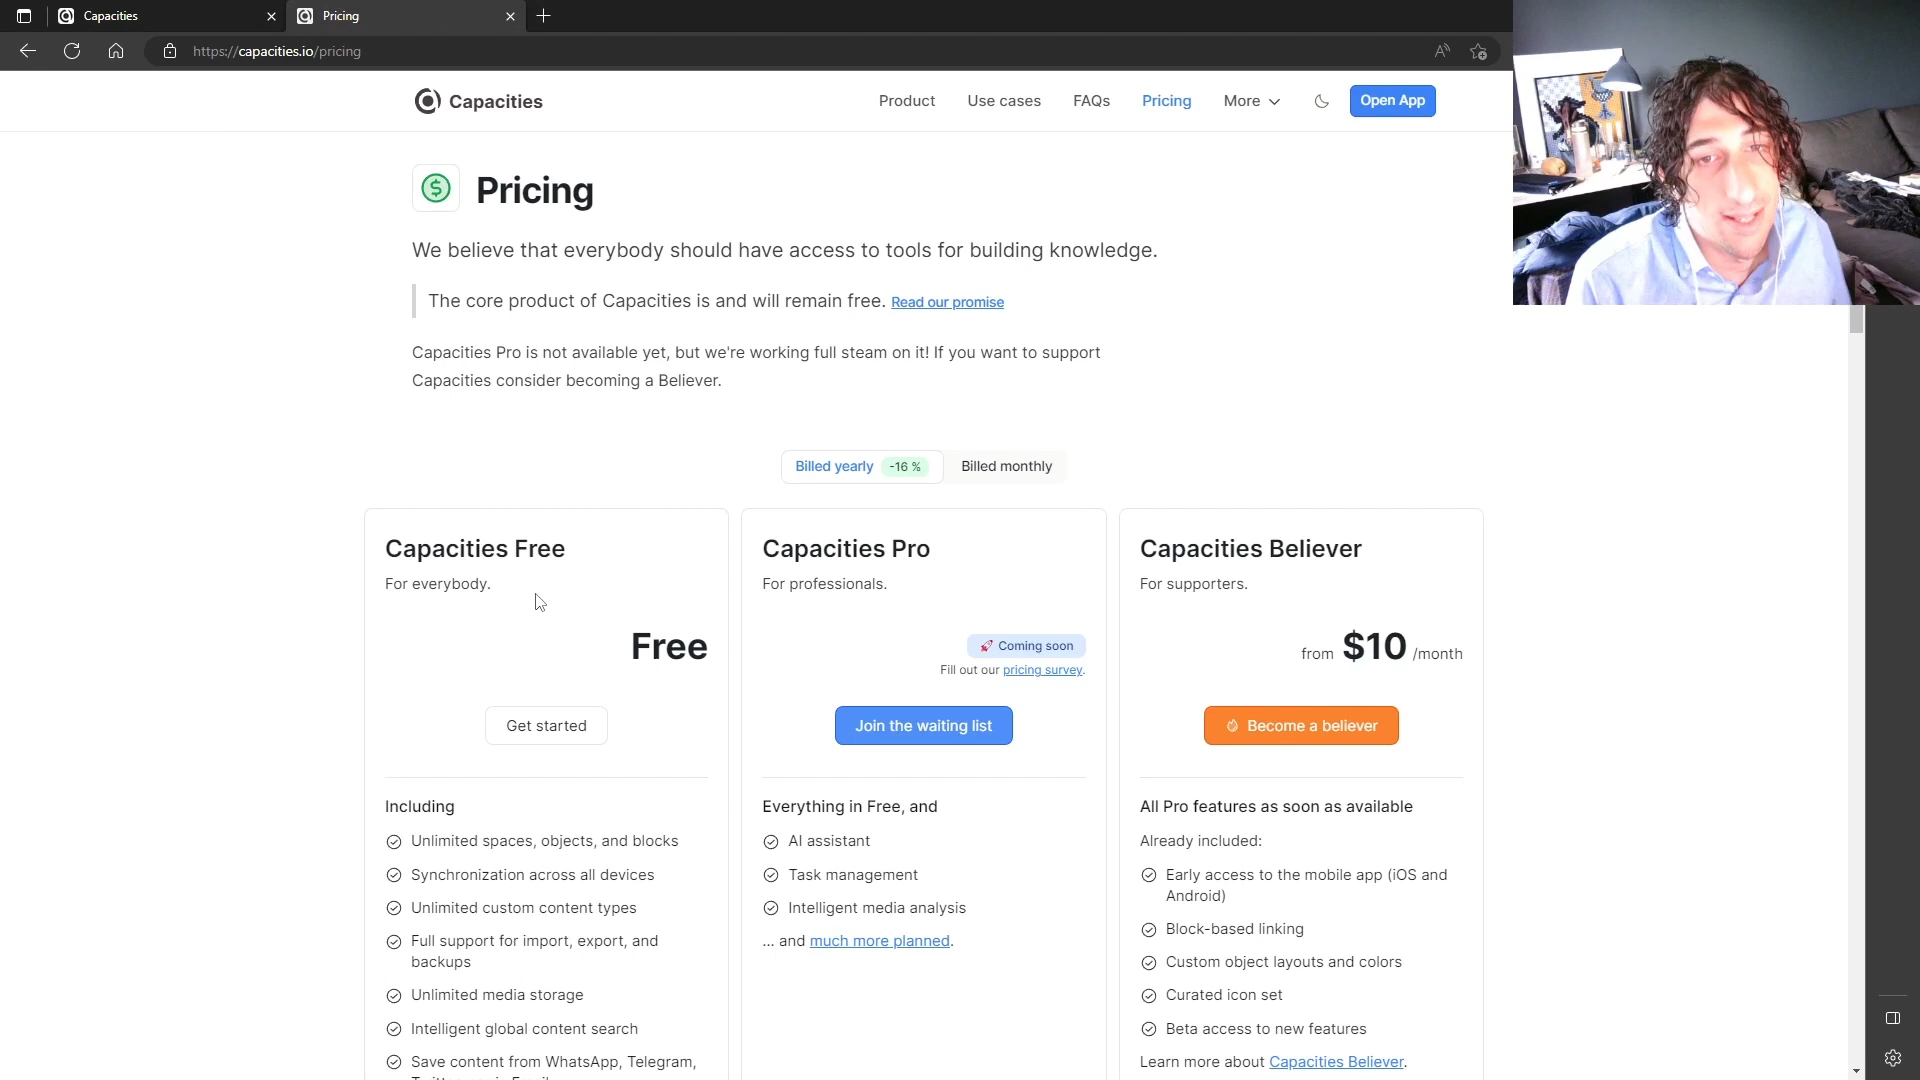 Capacities
Pricing
https://capacities.io/pricing
Capacities
Product
Use cases
FAQs
Pricing
More
Open App
Pricing
We believe that everybody should have access to tools for building knowledge.
The core product of Capacities is and will remain free. Read our promise
Capacities Pro is not available yet, but we're working full steam on it! If you want to support
Capacities consider becoming a Believer.
Billed yearly -16 %
Billed monthly
Capacities Free
For everybody.
Free
Get started
Including
Unlimited spaces, objects, and blocks
Synchronization across all devices
Unlimited custom content types
Full support for import, export, and
backups
Unlimited media storage
Intelligent global content search
Save content from WhatsApp, Telegram,
Capacities Pro
For professionals.
🚀 Coming soon
Fill out our pricing survey.
Join the waiting list
Everything in Free, and
AI assistant
Task management
Intelligent media analysis
... and much more planned.
Capacities Believer
For supporters.
from $10 /month
Become a believer
All Pro features as soon as available
Already included:
Early access to the mobile app (iOS and
Android)
Block-based linking
Custom object layouts and colors
Curated icon set
Beta access to new features
Learn more about Capacities Believer.